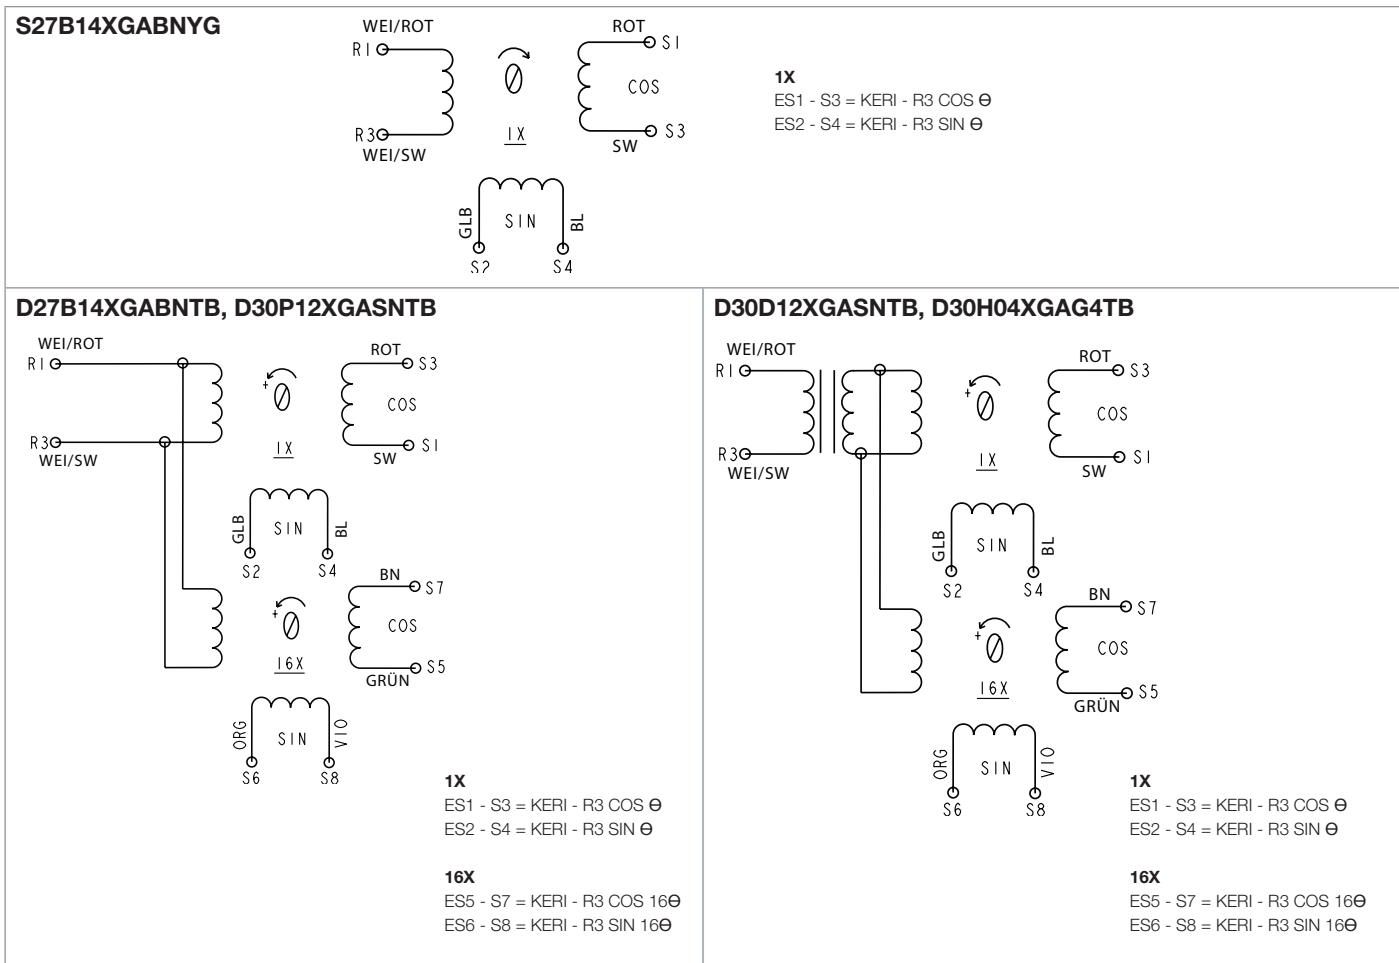 S27B14XGABNYG
WEI/ROT
R1
R3
WEI/SW
1X
ROT
S1
COS
S3
SW
SIN
GLB
BL
S2
S4
1X
ES1 - S3 = KERI - R3 COS Ө
ES2 - S4 = KERI - R3 SIN Ө
D27B14XGABNTB, D30P12XGASNTB
WEI/ROT
R1
R3
WEI/SW
+
1X
ROT
S3
COS
S1
SW
GLB
SIN
BL
S2
S4
+
16X
BN
S7
COS
S5
GRÜN
ORG
SIN
VIO
S6
S8
1X
ES1 - S3 = KERI - R3 COS Ө
ES2 - S4 = KERI - R3 SIN Ө
16X
ES5 - S7 = KERI - R3 COS 16Ө
ES6 - S8 = KERI - R3 SIN 16Ө
D30D12XGASNTB, D30H04XGAG4TB
WEI/ROT
R1
R3
WEI/SW
+
1X
ROT
S3
COS
S1
SW
GLB
SIN
BL
S2
S4
+
16X
BN
S7
COS
S5
GRÜN
ORG
SIN
VIO
S6
S8
1X
ES1 - S3 = KERI - R3 COS Ө
ES2 - S4 = KERI - R3 SIN Ө
16X
ES5 - S7 = KERI - R3 COS 16Ө
ES6 - S8 = KERI - R3 SIN 16Ө